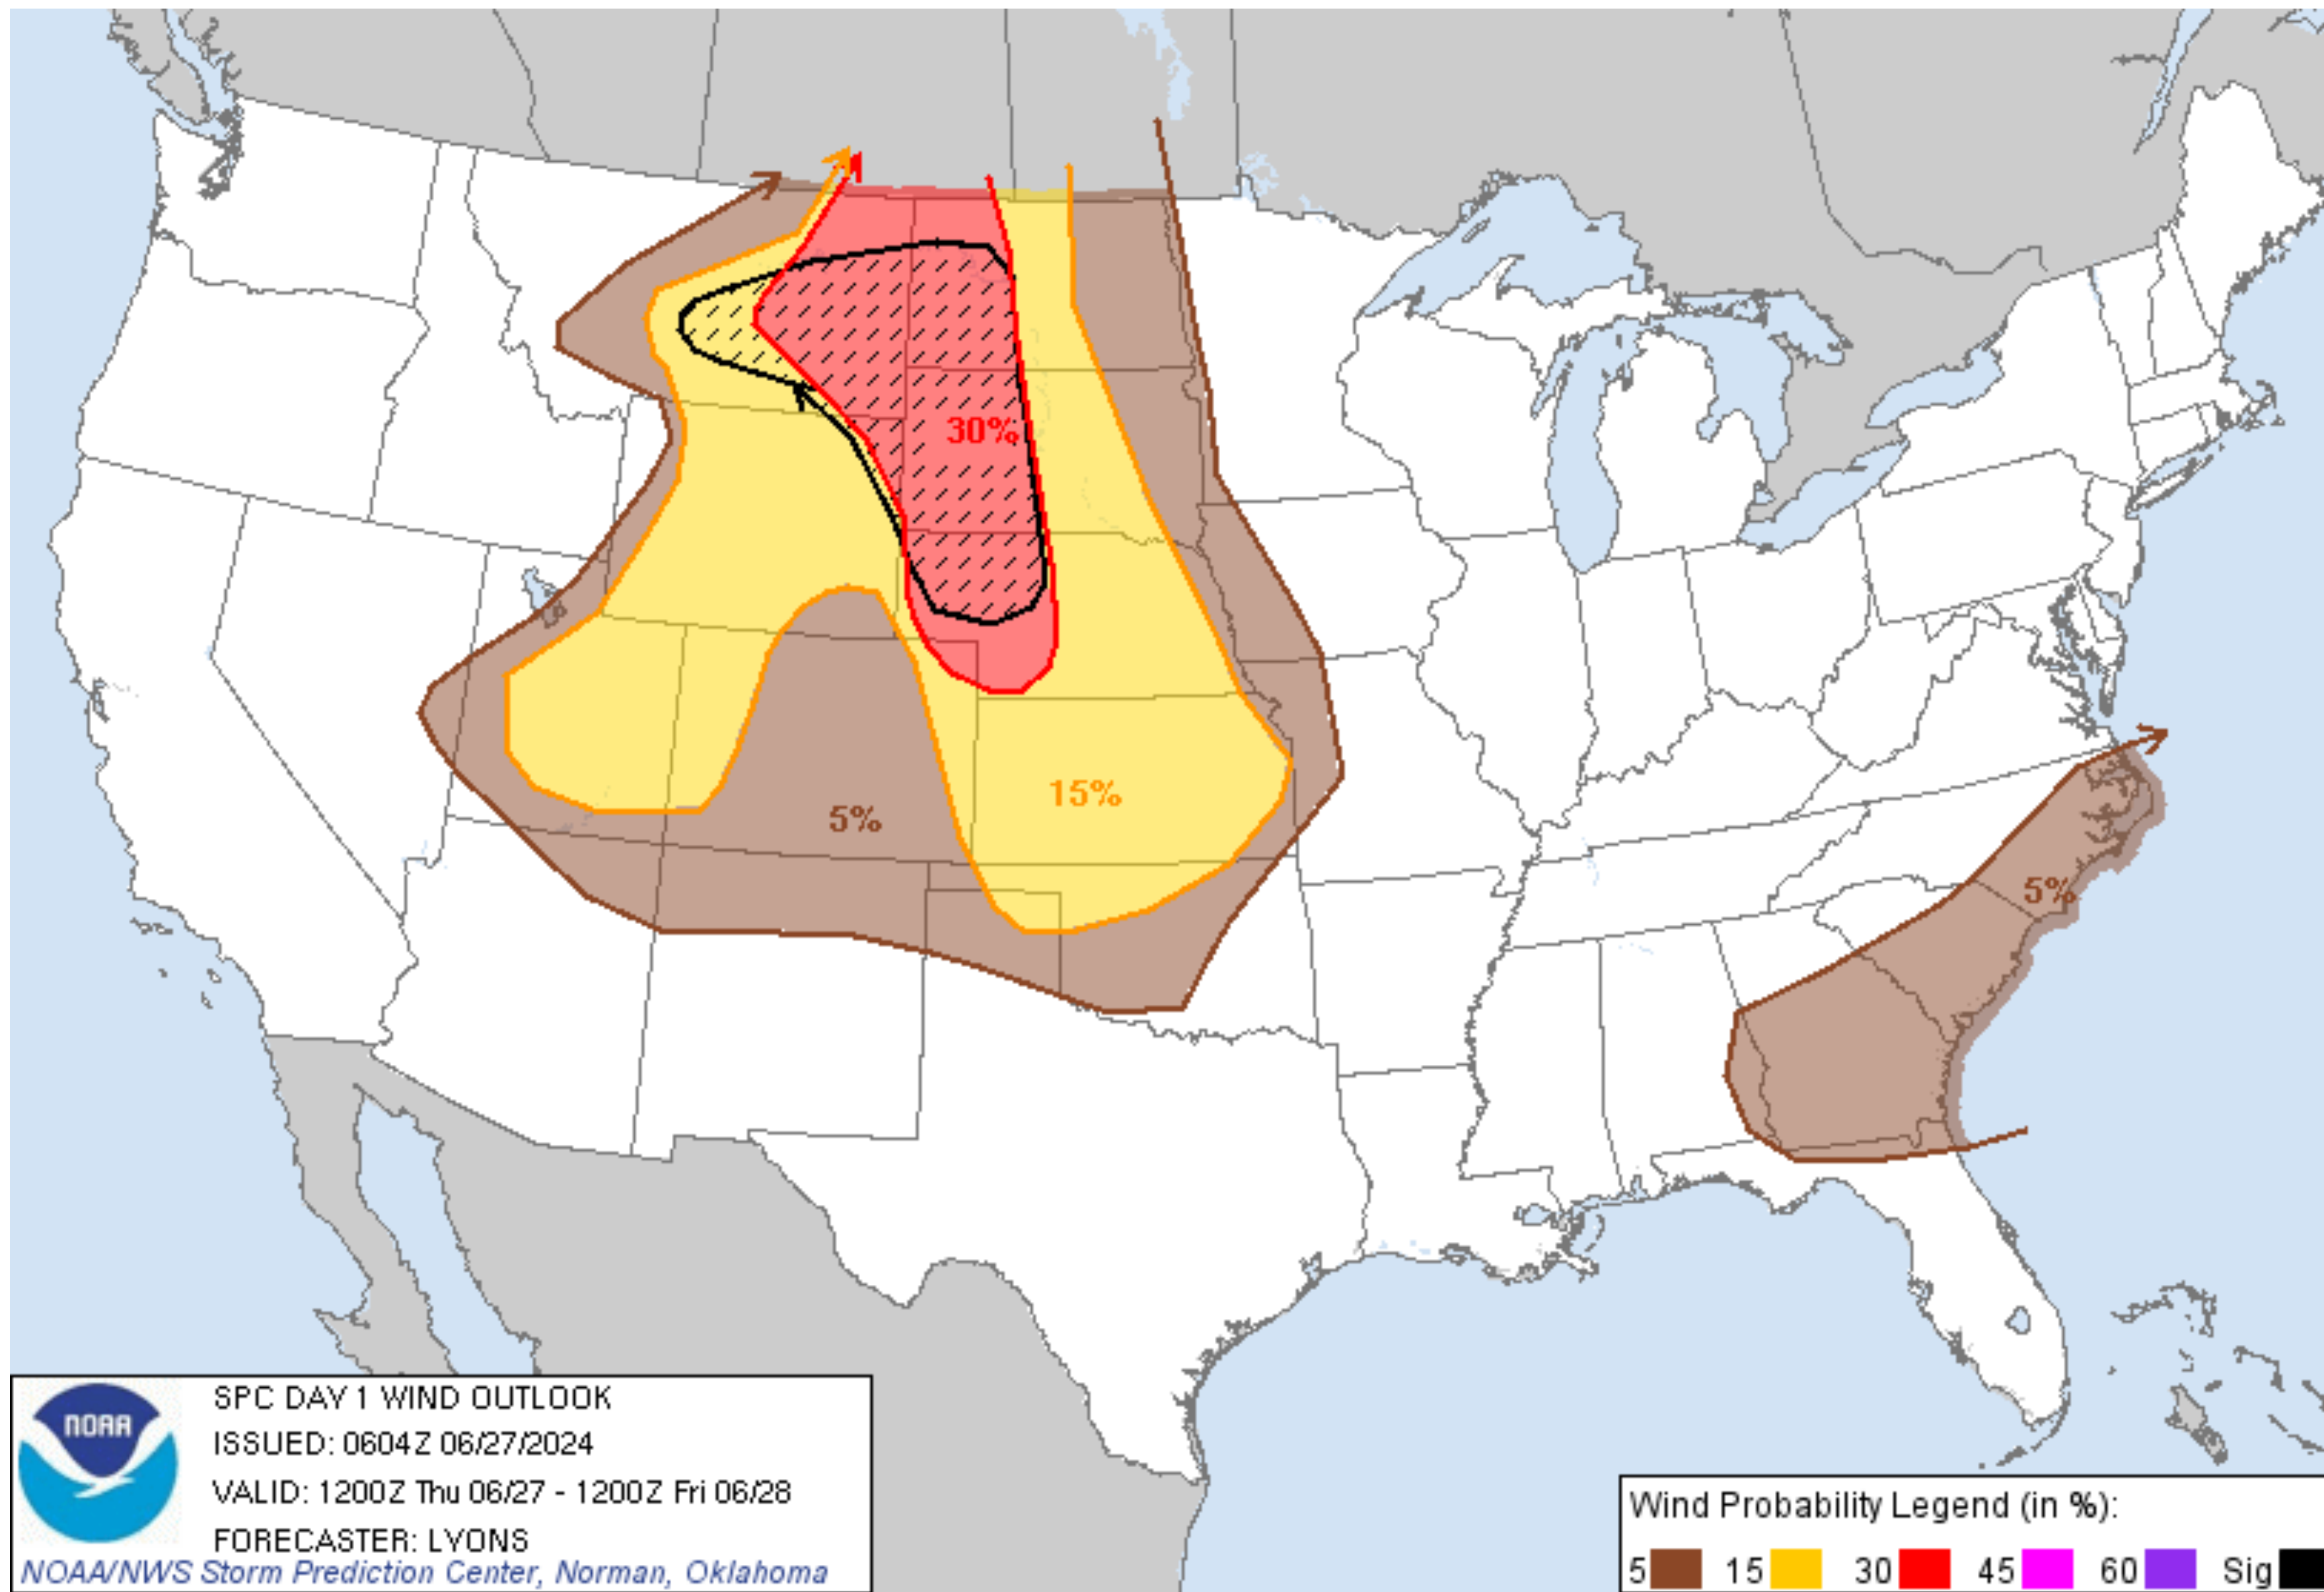 30%
15%
5%
5%
NOAA
SPC DAY 1 WIND OUTLOOK
ISSUED: 0604Z 06/27/2024
VALID: 1200Z Thu 06/27 - 1200Z Fri 06/28
FORECASTER: LYONS
NOAA/NWS Storm Prediction Center, Norman, Oklahoma
Wind Probability Legend (in %):
5 15 30 45 60 Sig